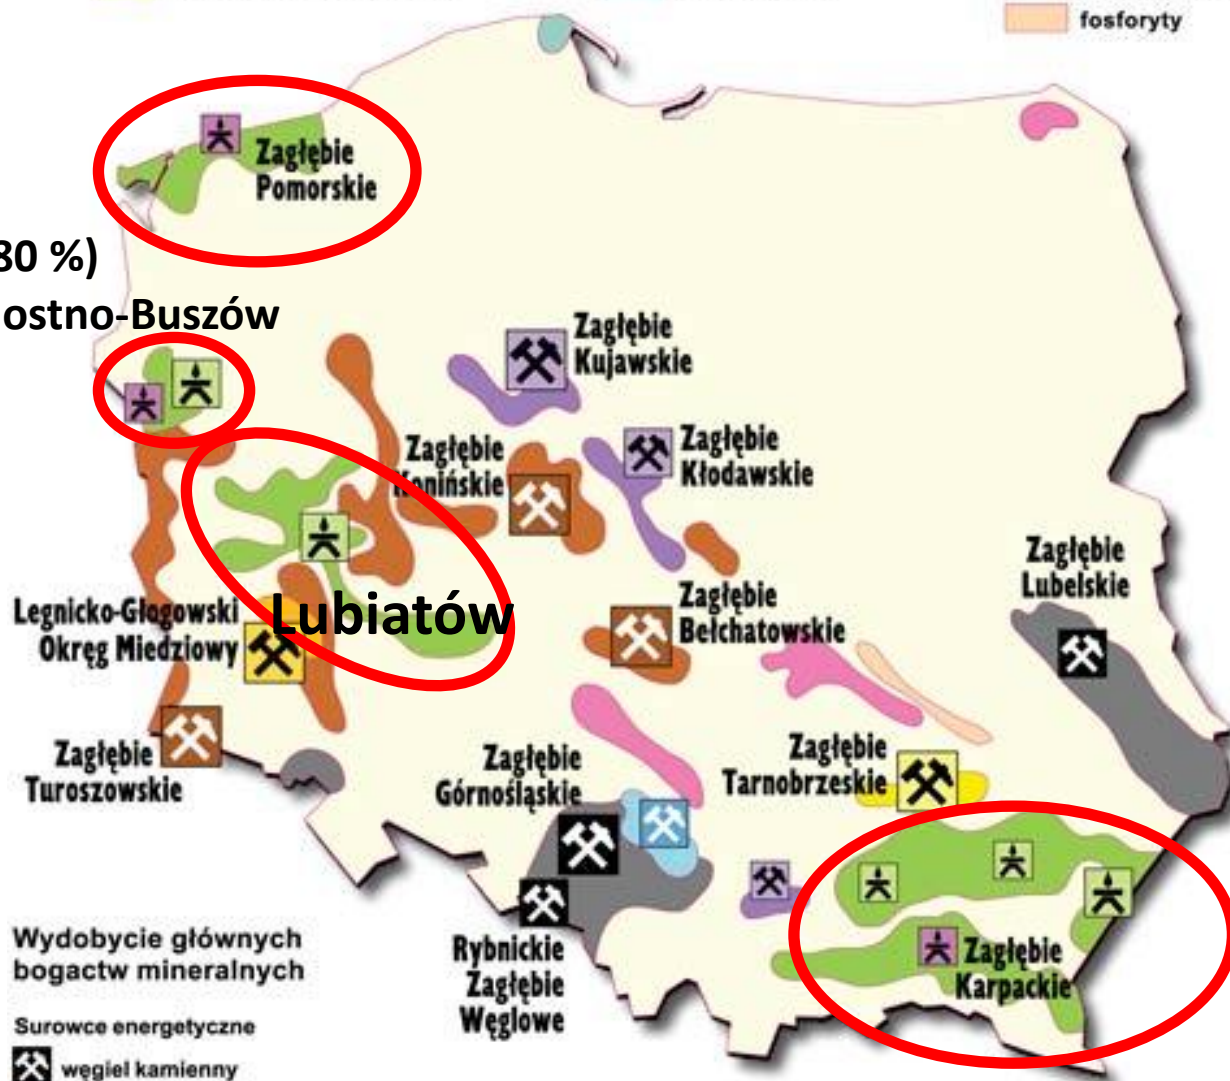 fosforyty
Zagłębie
Pomorskie
80 %)
ostno-Buszów
Zagłębie
Kujawskie
Zagłębie
Konińskie
Zagłębie
Kłodawskie
Zagłębie
Lubelskie
Legnicko-Głogowski
Okręg Miedziowy
Lubiatów
Zagłębie
Bełchatowskie
Zagłębie
Turoszowskie
Zagłębie
Górnośląskie
Zagłębie
Tarnobrzeskie
Rybnickie
Zagłębie
Węglowe
Zagłębie
Karpackie
Wydobycie głównych
bogactw mineralnych
Surowce energetyczne
węgiel kamienny